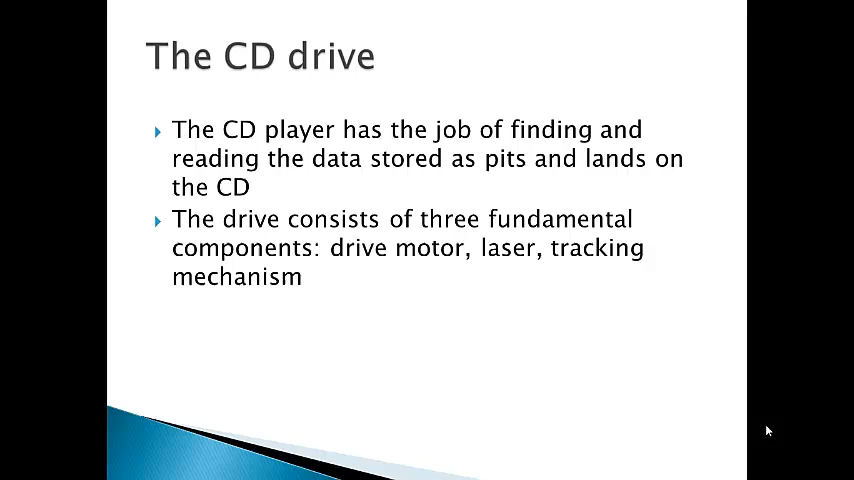 The CD drive
The CD player has the job of finding and
reading the data stored as pits and lands on
the CD
The drive consists of three fundamental
components: drive motor, laser, tracking
mechanism